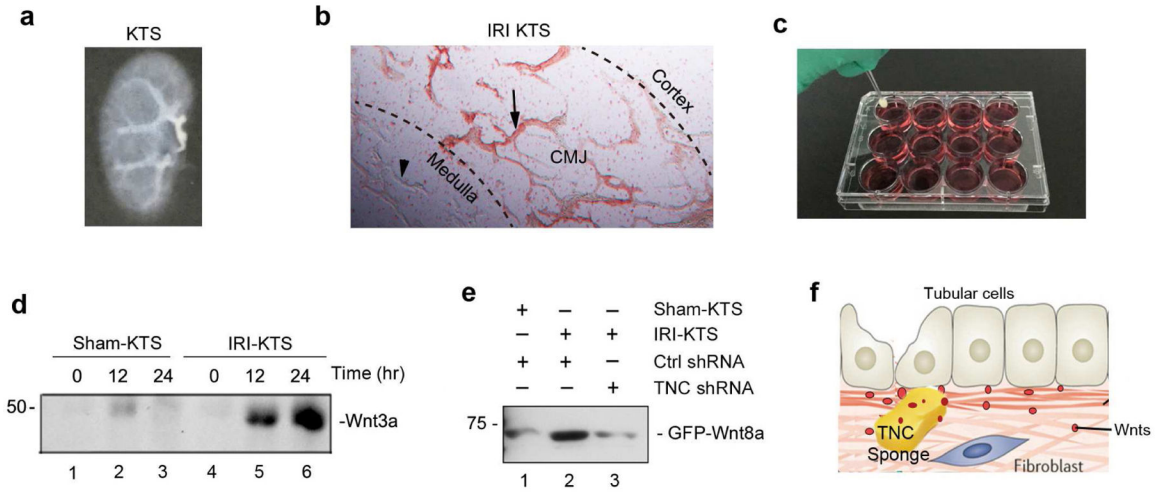 a
KTS
b
IRI KTS
Cortex
CMJ
Medulla
c
d
Sham-KTS IRI-KTS
0 12 24 0 12 24 Time (hr)
50 - -Wnt3a
1 2 3 4 5 6
e
+ – – Sham-KTS
– + + IRI-KTS
+ + – Ctrl shRNA
– – + TNC shRNA
75 - - GFP-Wnt8a
1 2 3
f
Tubular cells
TNC
Sponge
Wnts
Fibroblast